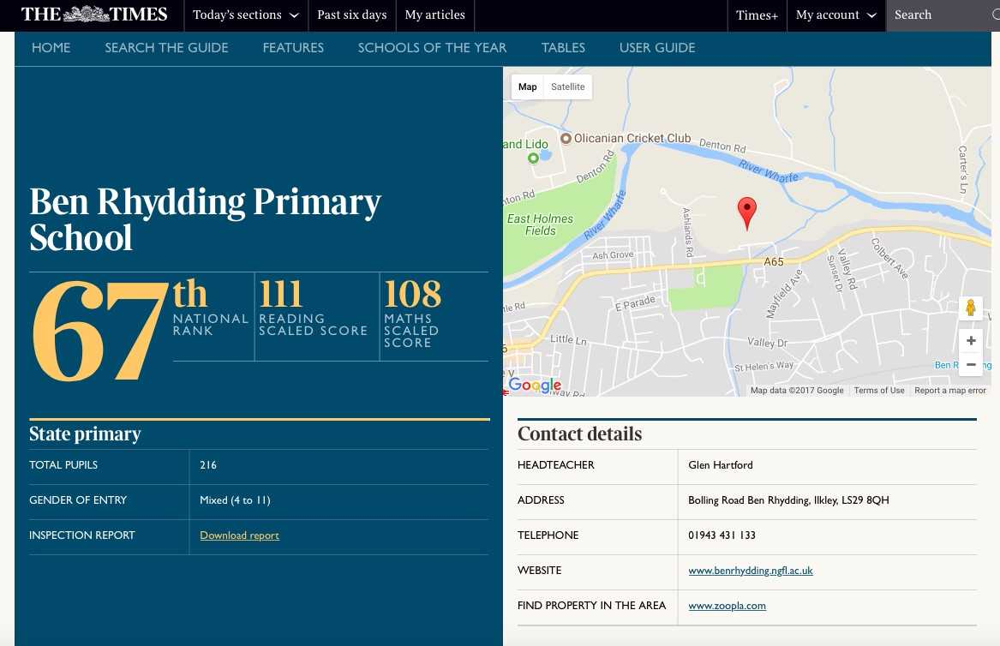 THE TIMES
Today's sections
Past six days
My articles
Times+
My account
Search
HOME
SEARCH THE GUIDE
FEATURES
SCHOOLS OF THE YEAR
TABLES
USER GUIDE
Ben Rhydding Primary
School
67th
NATIONAL
RANK
111
READING
SCALED SCORE
108
MATHS
SCALED
SCORE
Map
Satellite
Olicanian Cricket Club
and Lido
Denton Rd
Denton Rd
River Wharfe
Carter's Ln
nton Rd
East Holmes
Fields
River Wharfe
Ashlands Rd
Ash Grove
A65
Valley Rd
Sunset Dr
Colbert Ave
Mayfield Ave
E Parade
tle Rd
Little Ln
Valley Dr
St Helen's Way
Ben R
ng
Google
way Rd
Map data ©2017 Google
Terms of Use
Report a map error
State primary
TOTAL PUPILS 216
GENDER OF ENTRY Mixed (4 to 11)
INSPECTION REPORT Download report
Contact details
HEADTEACHER Glen Hartford
ADDRESS Bolling Road Ben Rhydding, Ilkley, LS29 8QH
TELEPHONE 01943 431 133
WEBSITE www.benrhydding.ngfl.ac.uk
FIND PROPERTY IN THE AREA www.zoopla.com